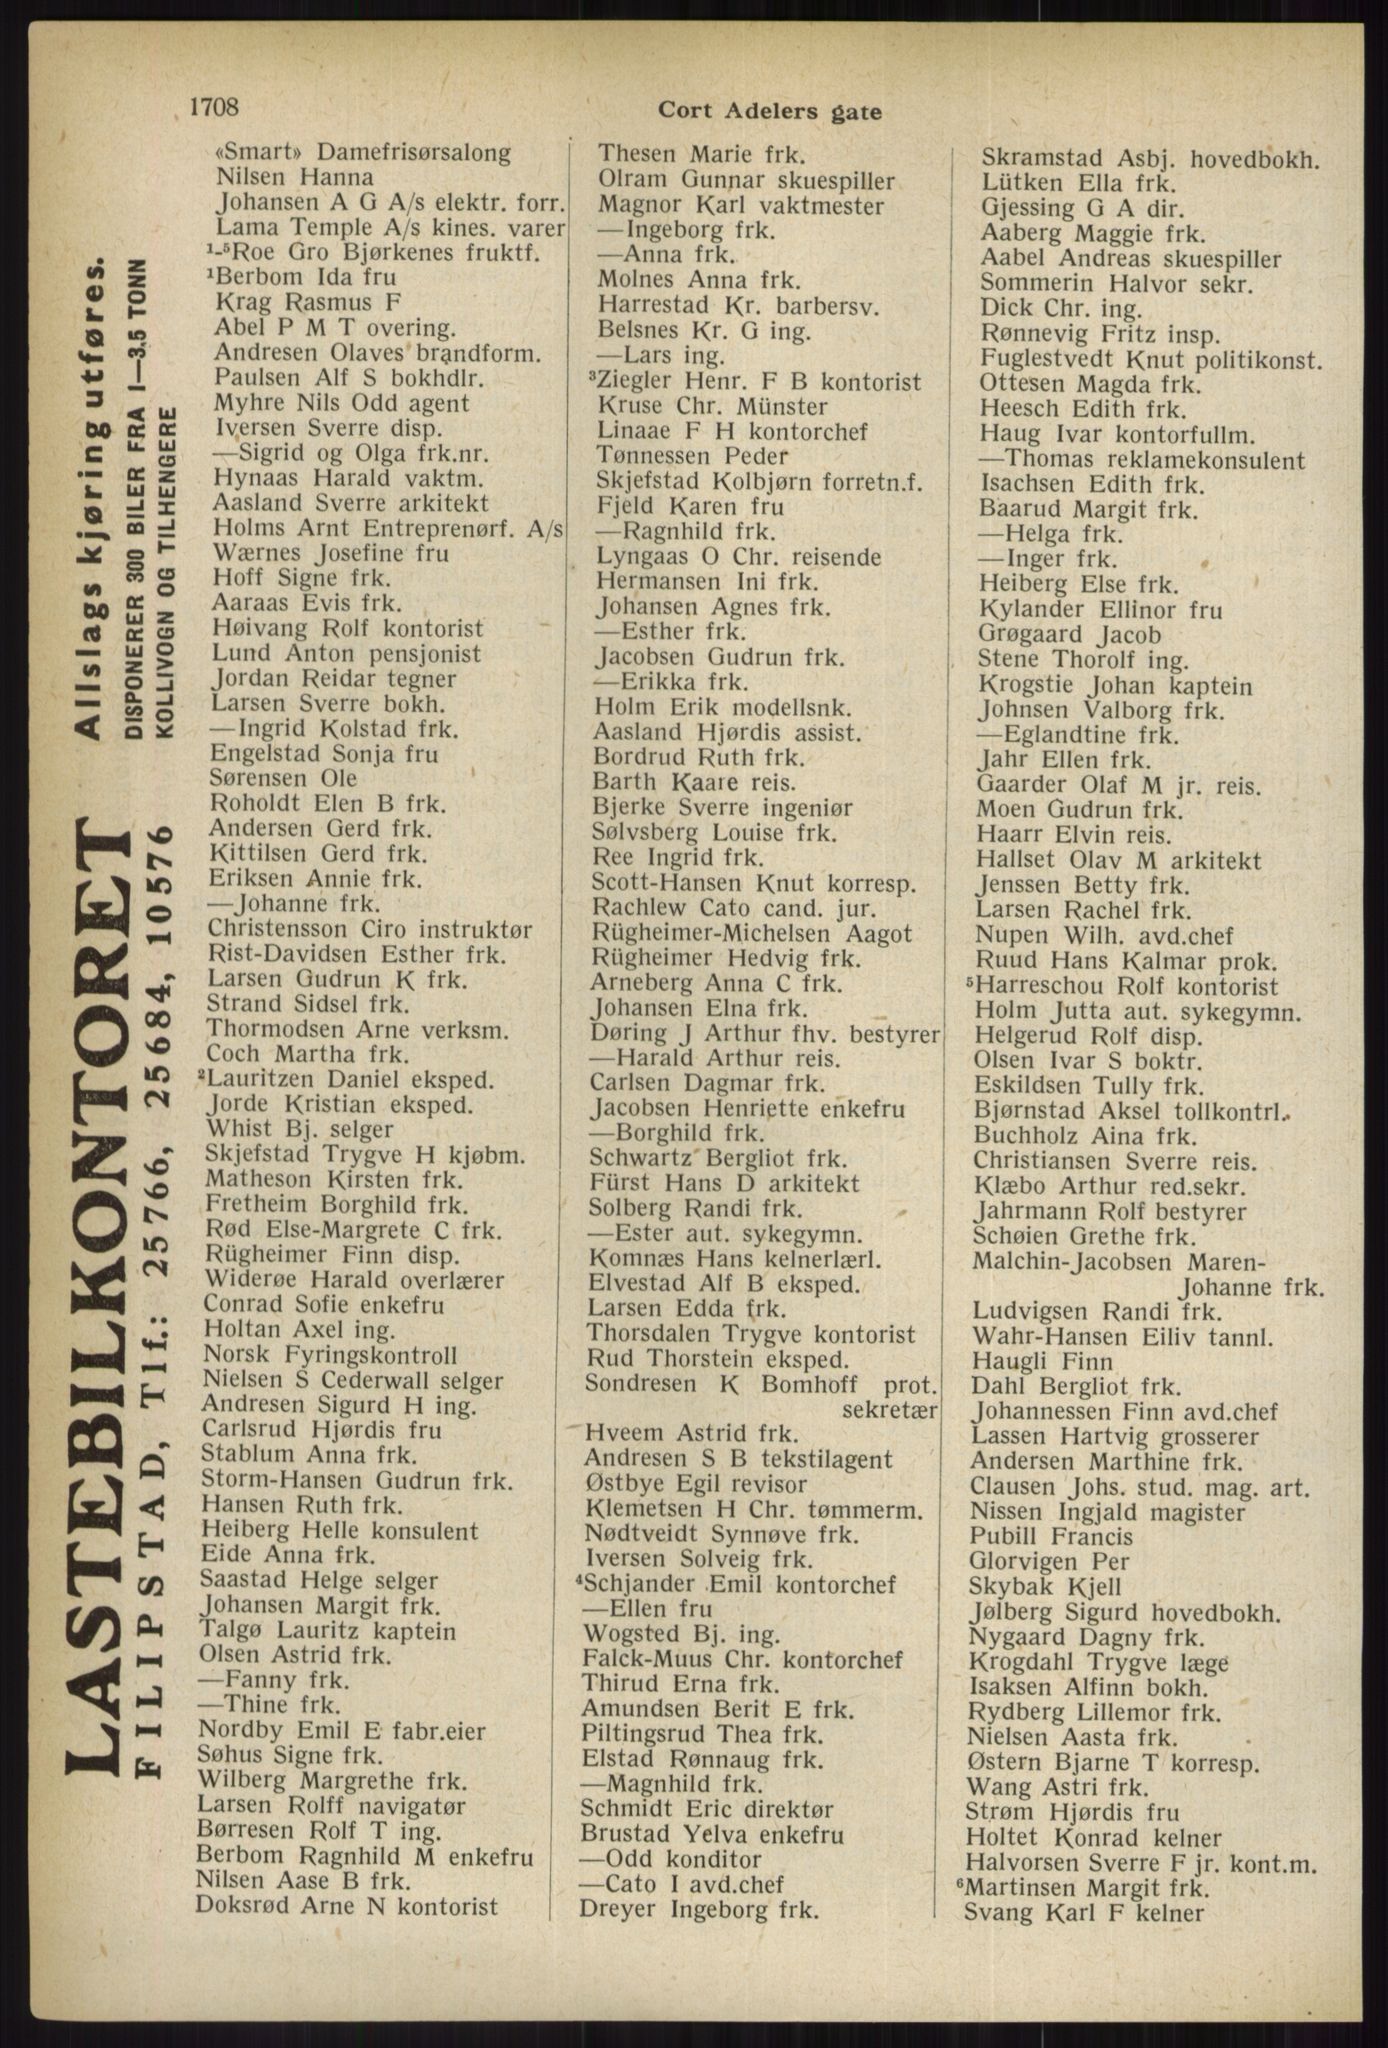 1708
Cort Adelers gate
Allslags kjøring utføres.
DISPONERER 300 BILER FRA 1—3.5 TONN
KOLLIVOGN OG TILHENGERE
LASTEBILKONTORET
FILIPSTAD, Tlf.: 25766, 25684, 10576
«Smart» Damefrisørsalong
Nilsen Hanna
Johansen A G A/s elektr. forr.
Lama Temple A/s kines. varer
¹-⁵Roe Gro Bjørkenes fruktf.
¹Berbom Ida fru
Krag Rasmus F
Abel P M T overing.
Andresen Olaves brandform.
Paulsen Alf S bokhdlr.
Myhre Nils Odd agent
Iversen Sverre disp.
—Sigrid og Olga frk.nr.
Hynaas Harald vaktm.
Aasland Sverre arkitekt
Holms Arnt Entreprenørf. A/s
Wærnes Josefine fru
Hoff Signe frk.
Aaraas Evis frk.
Høivang Rolf kontorist
Lund Anton pensjonist
Jordan Reidar tegner
Larsen Sverre bokh.
—Ingrid Kolstad frk.
Engelstad Sonja fru
Sørensen Ole
Roholdt Elen B frk.
Andersen Gerd frk.
Kittilsen Gerd frk.
Eriksen Annie frk.
—Johanne frk.
Christensson Ciro instruktør
Rist-Davidsen Esther frk.
Larsen Gudrun K frk.
Strand Sidsel frk.
Thormodsen Arne verksm.
Coch Martha frk.
²Lauritzen Daniel eksped.
Jorde Kristian eksped.
Whist Bj. selger
Skjefstad Trygve H kjøbm.
Matheson Kirsten frk.
Fretheim Borghild frk.
Rød Else-Margrete C frk.
Rügheimer Finn disp.
Widerøe Harald overlærer
Conrad Sofie enkefru
Holtan Axel ing.
Norsk Fyringskontroll
Nielsen S Cederwall selger
Andresen Sigurd H ing.
Carlsrud Hjørdis fru
Stablum Anna frk.
Storm-Hansen Gudrun frk.
Hansen Ruth frk.
Heiberg Helle konsulent
Eide Anna frk.
Saastad Helge selger
Johansen Margit frk.
Talgø Lauritz kaptein
Olsen Astrid frk.
—Fanny frk.
—Thine frk.
Nordby Emil E fabr.eier
Søhus Signe frk.
Wilberg Margrethe frk.
Larsen Rolff navigatør
Børresen Rolf T ing.
Berbom Ragnhild M enkefru
Nilsen Aase B frk.
Doksrød Arne N kontorist
Thesen Marie frk.
Olram Gunnar skuespiller
Magnor Karl vaktmester
—Ingeborg frk.
—Anna frk.
Molnes Anna frk.
Harrestad Kr. barbersv.
Belsnes Kr. G ing.
—Lars ing.
³Ziegler Henr. F B kontorist
Kruse Chr. Münster
Linaae F H kontorchef
Tønnessen Peder
Skjefstad Kolbjørn forretn.f.
Fjeld Karen fru
—Ragnhild frk.
Lyngaas O Chr. reisende
Hermansen Ini frk.
Johansen Agnes frk.
—Esther frk.
Jacobsen Gudrun frk.
—Erikka frk.
Holm Erik modellsnk.
Aasland Hjørdis assist.
Bordrud Ruth frk.
Barth Kaare reis.
Bjerke Sverre ingeniør
Sølvsberg Louise frk.
Ree Ingrid frk.
Scott-Hansen Knut korresp.
Rachlew Cato cand. jur.
Rügheimer-Michelsen Aagot
Rügheimer Hedvig frk.
Arneberg Anna C frk.
Johansen Elna frk.
Døring J Arthur fhv. bestyrer
—Harald Arthur reis.
Carlsen Dagmar frk.
Jacobsen Henriette enkefru
—Borghild frk.
Schwartz Bergliot frk.
Fürst Hans D arkitekt
Solberg Randi frk.
—Ester aut. sykegymn.
Komnæs Hans kelnerlærl.
Elvestad Alf B eksped.
Larsen Edda frk.
Thorsdalen Trygve kontorist
Rud Thorstein eksped.
Sondresen K Bomhoff prot.
sekretær
Hveem Astrid frk.
Andresen S B tekstilagent
Østbye Egil revisor
Klemetsen H Chr. tømmerm.
Nødtveidt Synnøve frk.
Iversen Solveig frk.
⁴Schjander Emil kontorchef
—Ellen fru
Wogsted Bj. ing.
Falck-Muus Chr. kontorchef
Thirud Erna frk.
Amundsen Berit E frk.
Piltingsrud Thea frk.
Elstad Rønnaug frk.
—Magnhild frk.
Schmidt Eric direktør
Brustad Yelva enkefru
—Odd konditor
—Cato I avd.chef
Dreyer Ingeborg frk.
Skramstad Asbj. hovedbokh.
Lütken Ella frk.
Gjessing G A dir.
Aaberg Maggie frk.
Aabel Andreas skuespiller
Sommerin Halvor sekr.
Dick Chr. ing.
Rønnevig Fritz insp.
Fuglestvedt Knut politikonst.
Ottesen Magda frk.
Heesch Edith frk.
Haug Ivar kontorfullm.
—Thomas reklamekonsulent
Isachsen Edith frk.
Baarud Margit frk.
—Helga frk.
—Inger frk.
Heiberg Else frk.
Kylander Ellinor fru
Grøgaard Jacob
Stene Thorolf ing.
Krogstie Johan kaptein
Johnsen Valborg frk.
—Eglandtine frk.
Jahr Ellen frk.
Gaarder Olaf M jr. reis.
Moen Gudrun frk.
Haarr Elvin reis.
Hallset Olav M arkitekt
Jenssen Betty frk.
Larsen Rachel frk.
Nupen Wilh. avd.chef
Ruud Hans Kalmar prok.
⁵Harreschou Rolf kontorist
Holm Jutta aut. sykegymn.
Helgerud Rolf disp.
Olsen Ivar S boktr.
Eskildsen Tully frk.
Bjørnstad Aksel tollkontrl.
Buchholz Aina frk.
Christiansen Sverre reis.
Klæbo Arthur red.sekr.
Jahrmann Rolf bestyrer
Schøien Grethe frk.
Malchin-Jacobsen Maren-
Johanne frk.
Ludvigsen Randi frk.
Wahr-Hansen Eiliv tannl.
Haugli Finn
Dahl Bergliot frk.
Johannessen Finn avd.chef
Lassen Hartvig grosserer
Andersen Marthine frk.
Clausen Johs. stud. mag. art.
Nissen Ingjald magister
Pubill Francis
Glorvigen Per
Skybak Kjell
Jølberg Sigurd hovedbokh.
Nygaard Dagny frk.
Krogdahl Trygve læge
Isaksen Alfinn bokh.
Rydberg Lillemor frk.
Nielsen Aasta frk.
Østern Bjarne T korresp.
Wang Astri frk.
Strøm Hjørdis fru
Holtet Konrad kelner
Halvorsen Sverre F jr. kont.m.
⁶Martinsen Margit frk.
Svang Karl F kelner